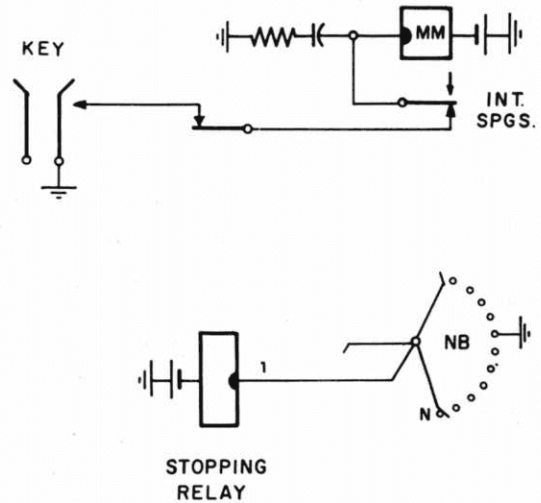 MM
KEY
INT.
SPGS.
NB
1
N
STOPPING
RELAY